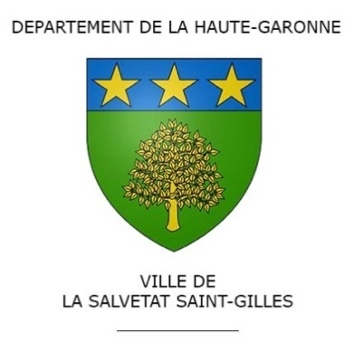 DEPARTEMENT DE LA HAUTE-GARONNE
VILLE DE
LA SALVETAT SAINT-GILLES